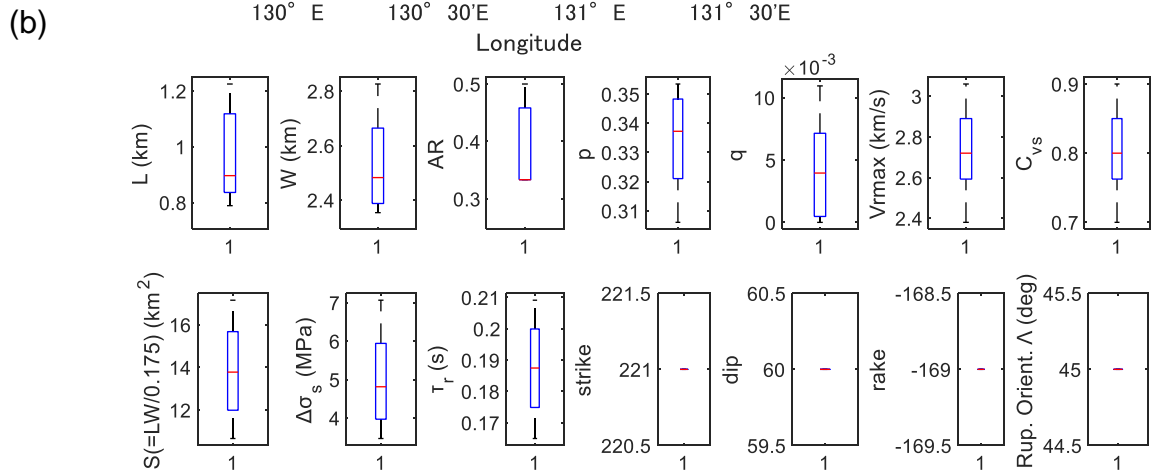 (b)
130° E 130° 30'E 131° E 131° 30'E
Longitude
L (km) 1.2 1 0.8 1
W (km) 2.8 2.6 2.4 1
AR 0.5 0.4 0.3 1
p 0.35 0.34 0.33 0.32 0.31 1
q ×10⁻³ 10 5 0 1
Vrmax (km/s) 3 2.8 2.6 2.4 1
C_vs 0.9 0.8 0.7 1
S(=LW/0.175) (km²) 16 14 12 1
Δσ_s (MPa) 7 6 5 4 1
τ_r (s) 0.21 0.2 0.19 0.18 0.17 1
strike 221.5 221 220.5 1
dip 60.5 60 59.5 1
rake -168.5 -169 -169.5 1
Rup. Orient. Λ (deg) 45.5 45 44.5 1